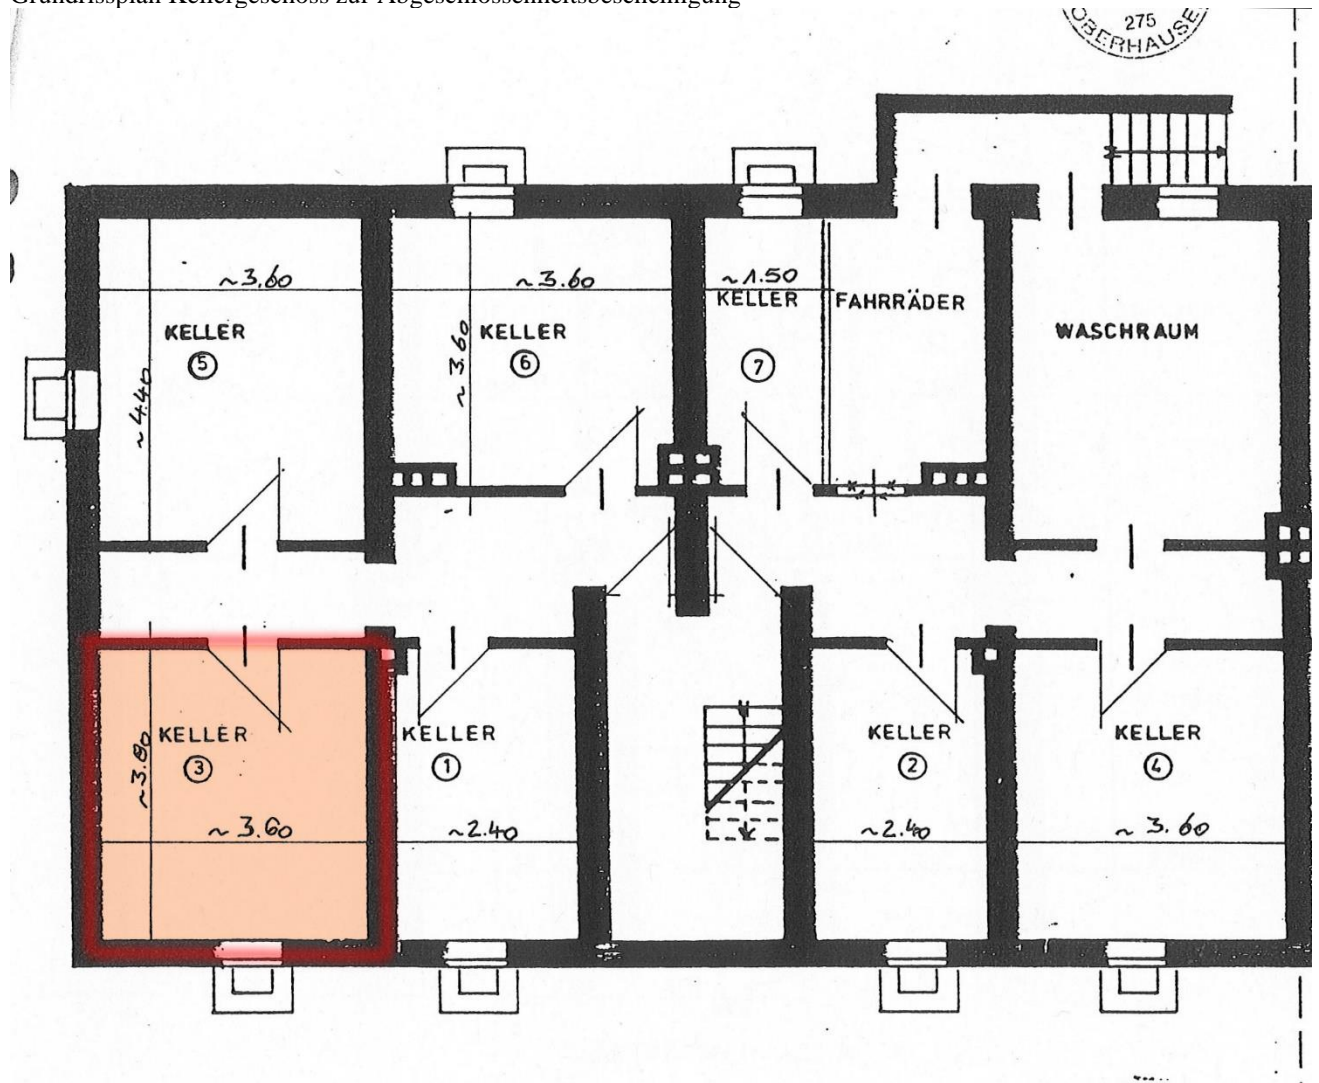 Grundrissplan Kellergeschoss zur Abgeschlossenheitsbescheinigung
275
OBERHAUSE
~3.60
~3.60
~1.50
KELLER
FAHRRÄDER
KELLER
5
~4.40
KELLER
6
~3.60
7
WASCHRAUM
KELLER
3
~3.80
~3.60
KELLER
1
~2.40
KELLER
2
~2.40
KELLER
4
~3.60